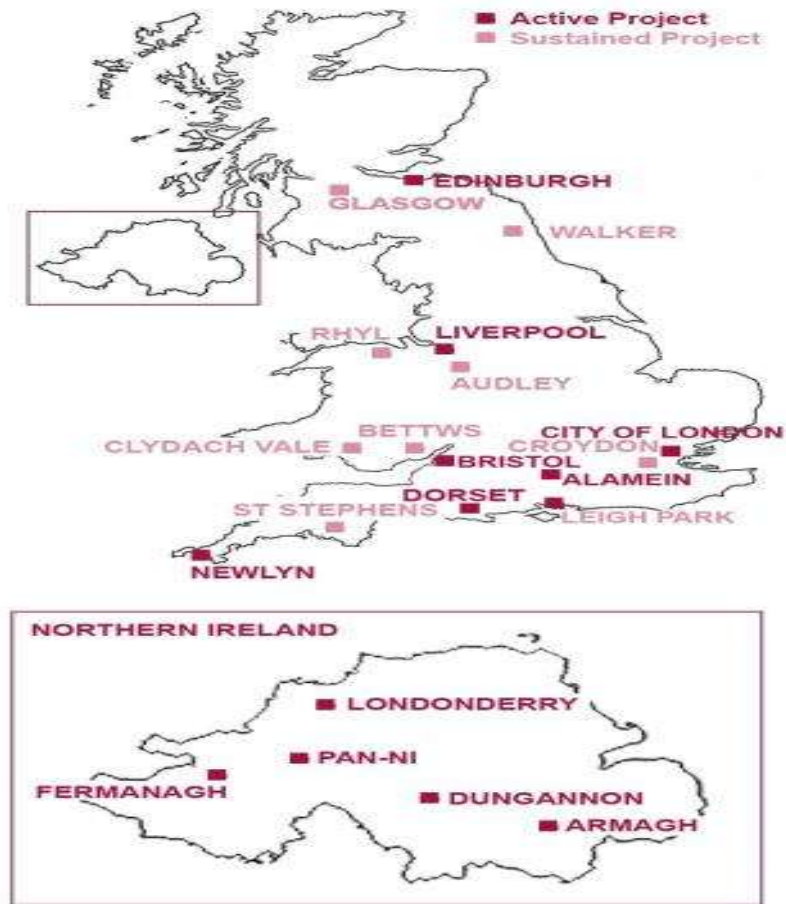 Active Project
Sustained Project
EDINBURGH
GLASGOW
WALKER
RHYL
LIVERPOOL
AUDLEY
CITY OF LONDON
BETTWS
CROYDON
CLYDACH VALE
BRISTOL
ALAMEIN
DORSET
ST STEPHENS
LEIGH PARK
NEWLYN
NORTHERN IRELAND
LONDONDERRY
PAN-NI
FERMANAGH
DUNGANNON
ARMAGH